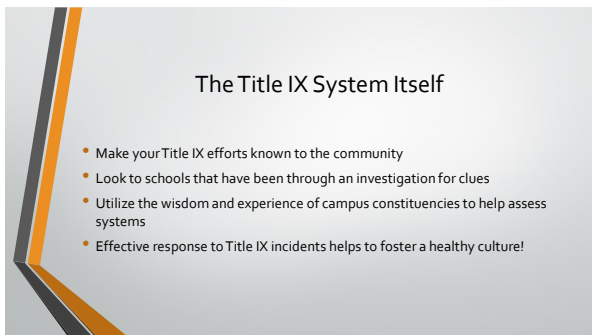 The Title IX System Itself
• Make your Title IX efforts known to the community
• Look to schools that have been through an investigation for clues
• Utilize the wisdom and experience of campus constituencies to help assess
systems
• Effective response to Title IX incidents helps to foster a healthy culture!